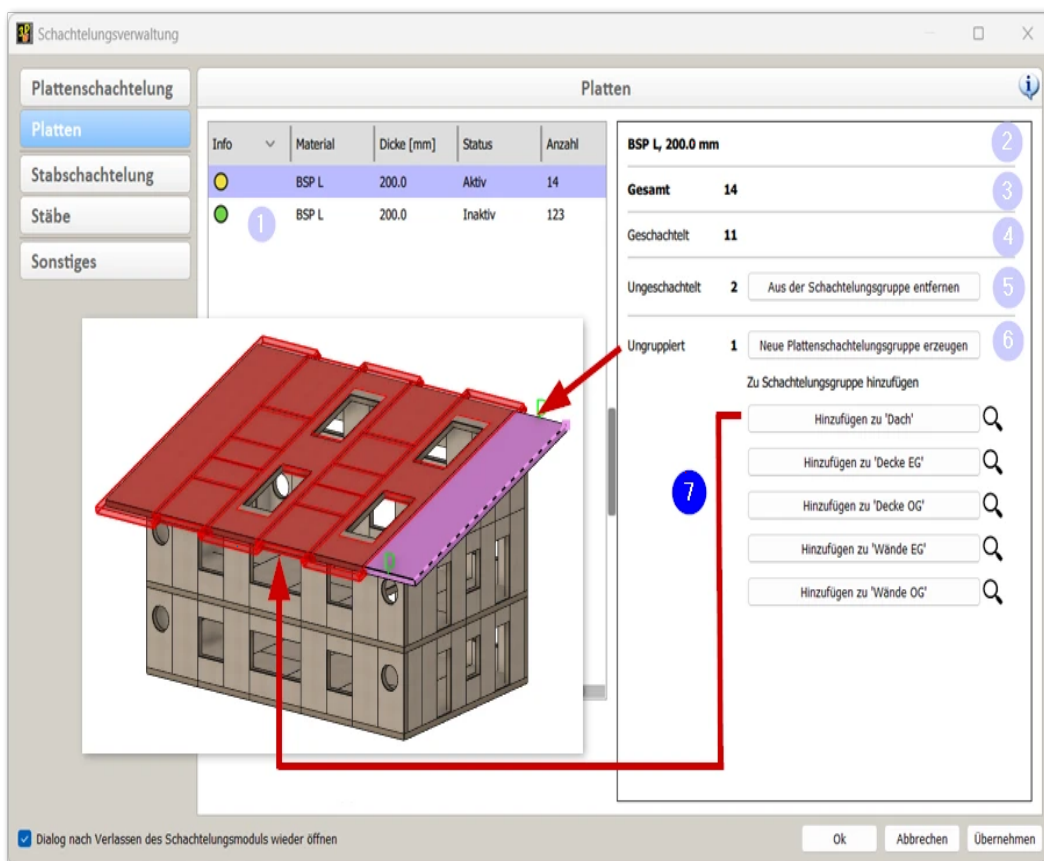 Schachtelungsverwaltung
Plattenschachtelung
Platten
Stabschachtelung
Stäbe
Sonstiges
Platten
Info Material Dicke [mm] Status Anzahl
BSP L 200.0 Aktiv 14
BSP L 200.0 Inaktiv 123
1
BSP L, 200.0 mm
2
Gesamt 14
3
Geschachtelt 11
4
Ungeschachtelt 2 Aus der Schachtelungsgruppe entfernen
5
Ungruppiert 1 Neue Plattenschachtelungsgruppe erzeugen
6
Zu Schachtelungsgruppe hinzufügen
Hinzufügen zu 'Dach'
Hinzufügen zu 'Decke EG'
7
Hinzufügen zu 'Decke OG'
Hinzufügen zu 'Wände EG'
Hinzufügen zu 'Wände OG'
Dialog nach Verlassen des Schachtelungsmoduls wieder öffnen
Ok Abbrechen Übernehmen